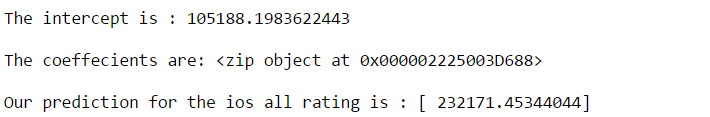 The intercept is : 105188.1983622443
The coeffecients are: <zip object at 0x000002225003D688>
Our prediction for the ios all rating is : [ 232171.45344044]